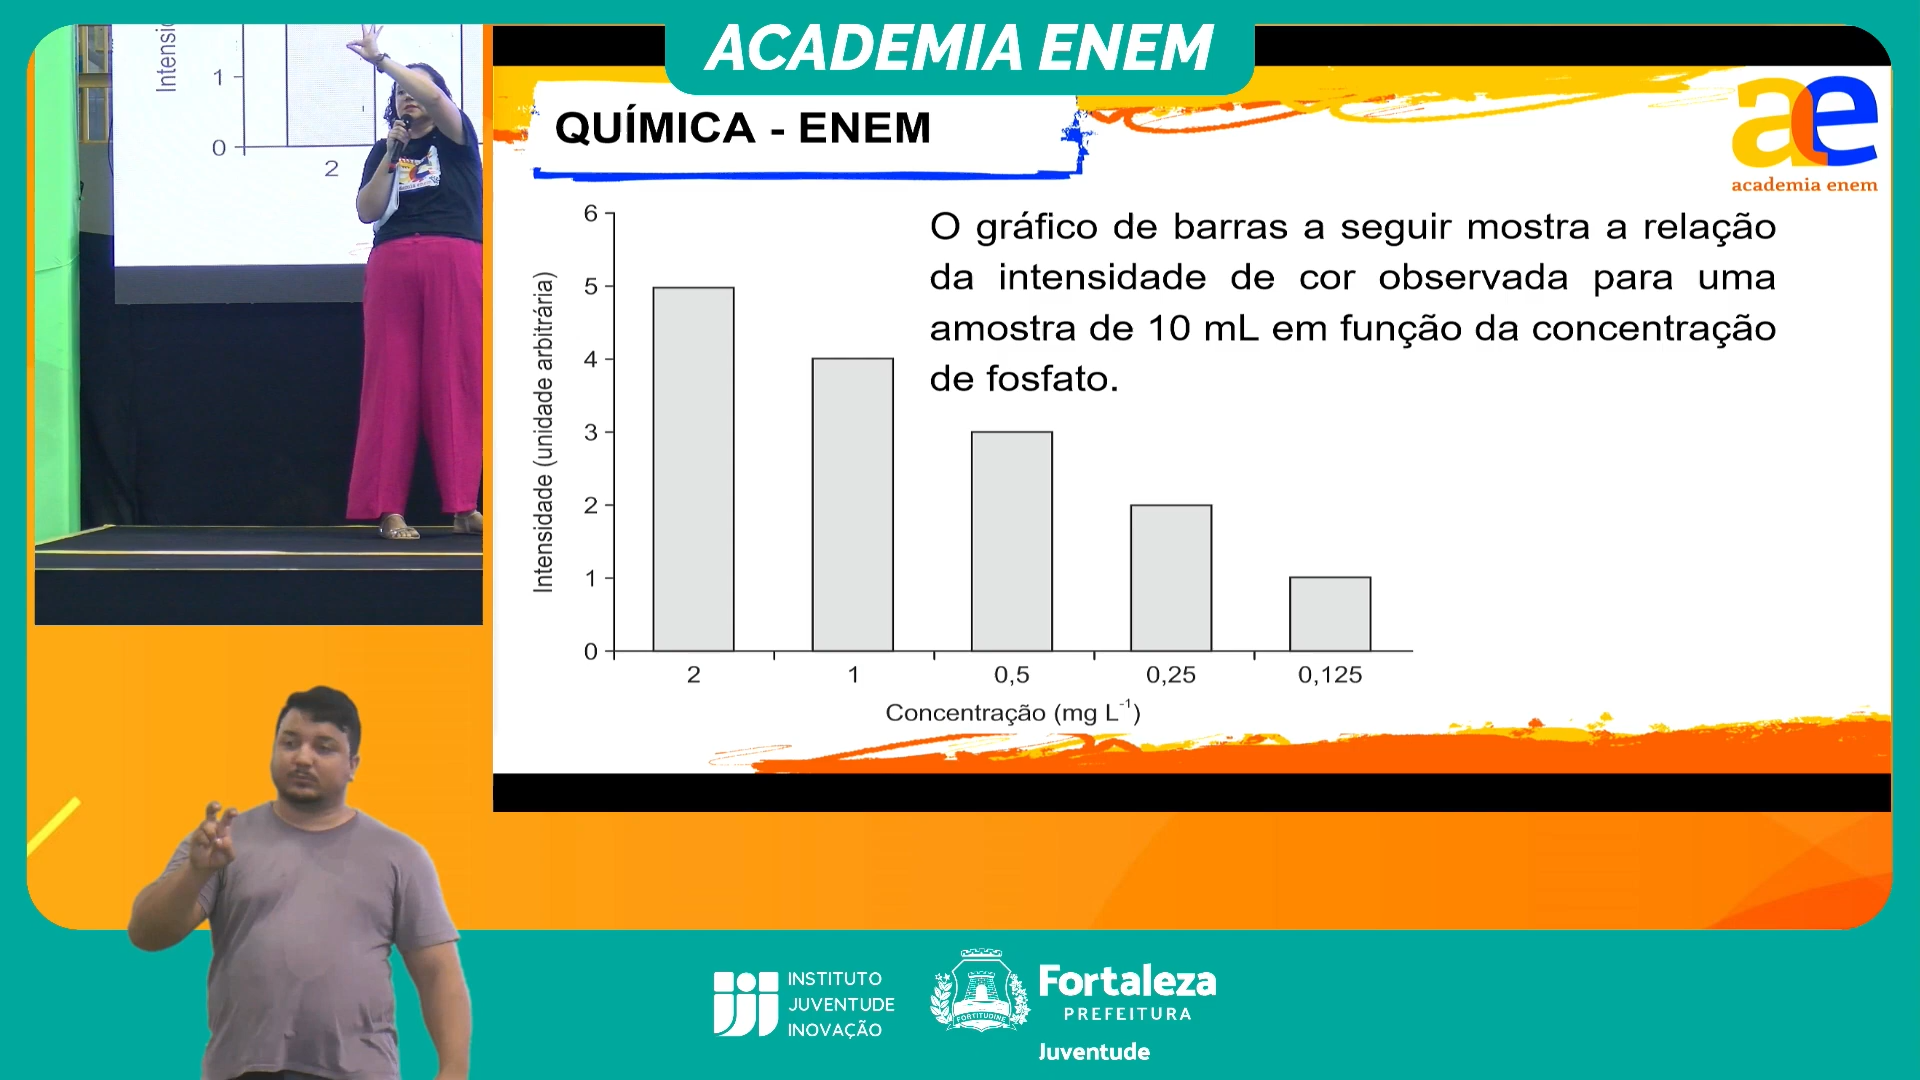 ACADEMIA ENEM
Intensi
1
0
2
QUÍMICA - ENEM
ae
academia enem
O gráfico de barras a seguir mostra a relação
da intensidade de cor observada para uma
amostra de 10 mL em função da concentração
de fosfato.
Intensidade (unidade arbitrária)
6
5
4
3
2
1
0
2 1 0,5 0,25 0,125
Concentração (mg L⁻¹)
INSTITUTO
JUVENTUDE
INOVAÇÃO
FORTITUDINE
Fortaleza
PREFEITURA
Juventude